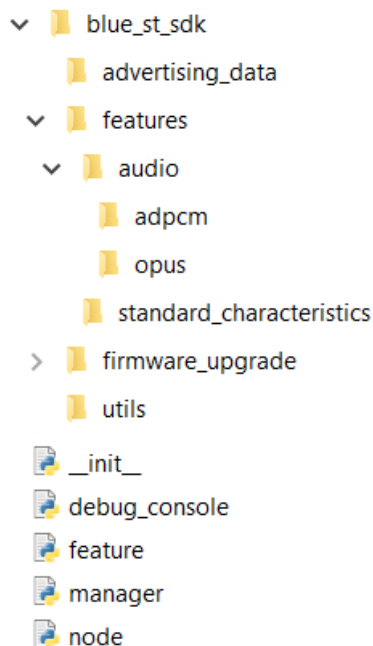 blue_st_sdk
advertising_data
features
audio
adpcm
opus
standard_characteristics
firmware_upgrade
utils
__init__
debug_console
feature
manager
node